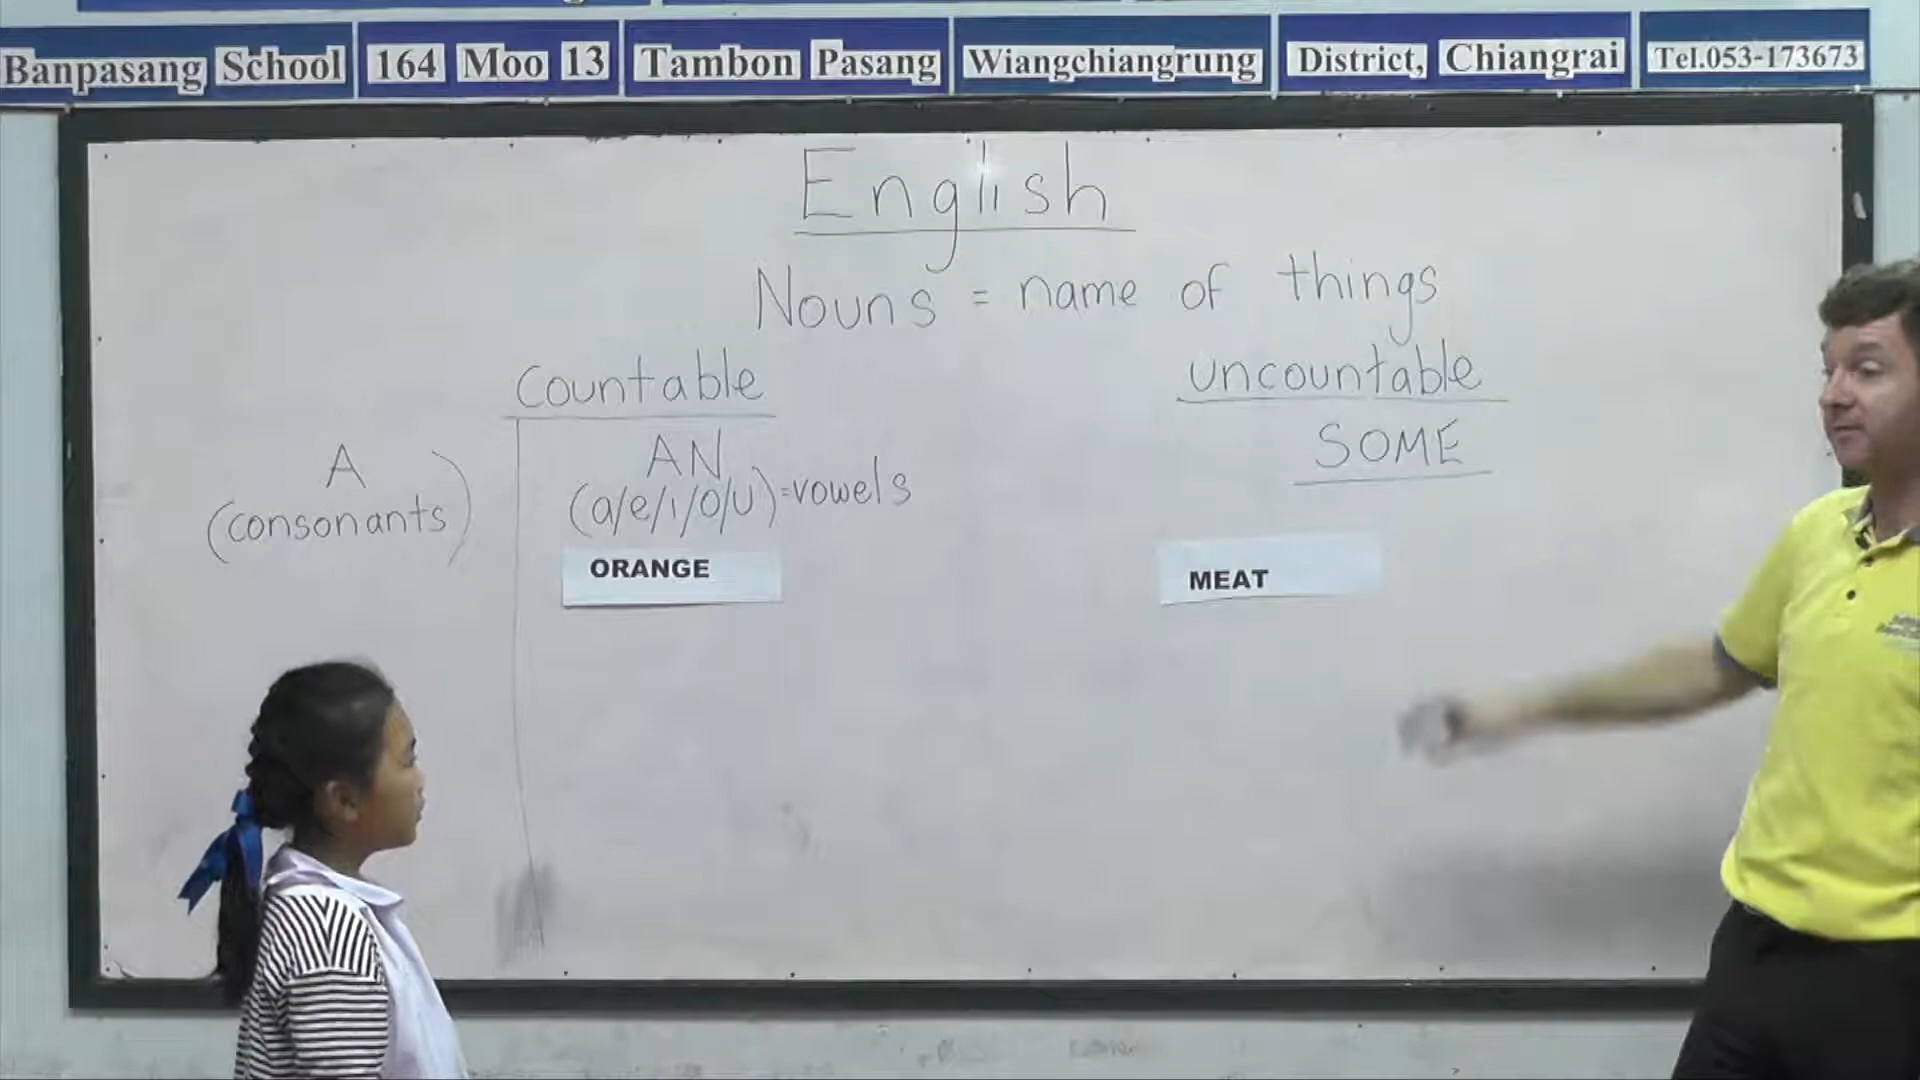 Banpasang School 164 Moo 13 Tambon Pasang Wiangchiangrung District, Chiangrai Tel.053-173673
English
Nouns = name of things
Countable
uncountable
A
(consonants)
AN
(a/e/i/o/u)=vowels
SOME
ORANGE
MEAT